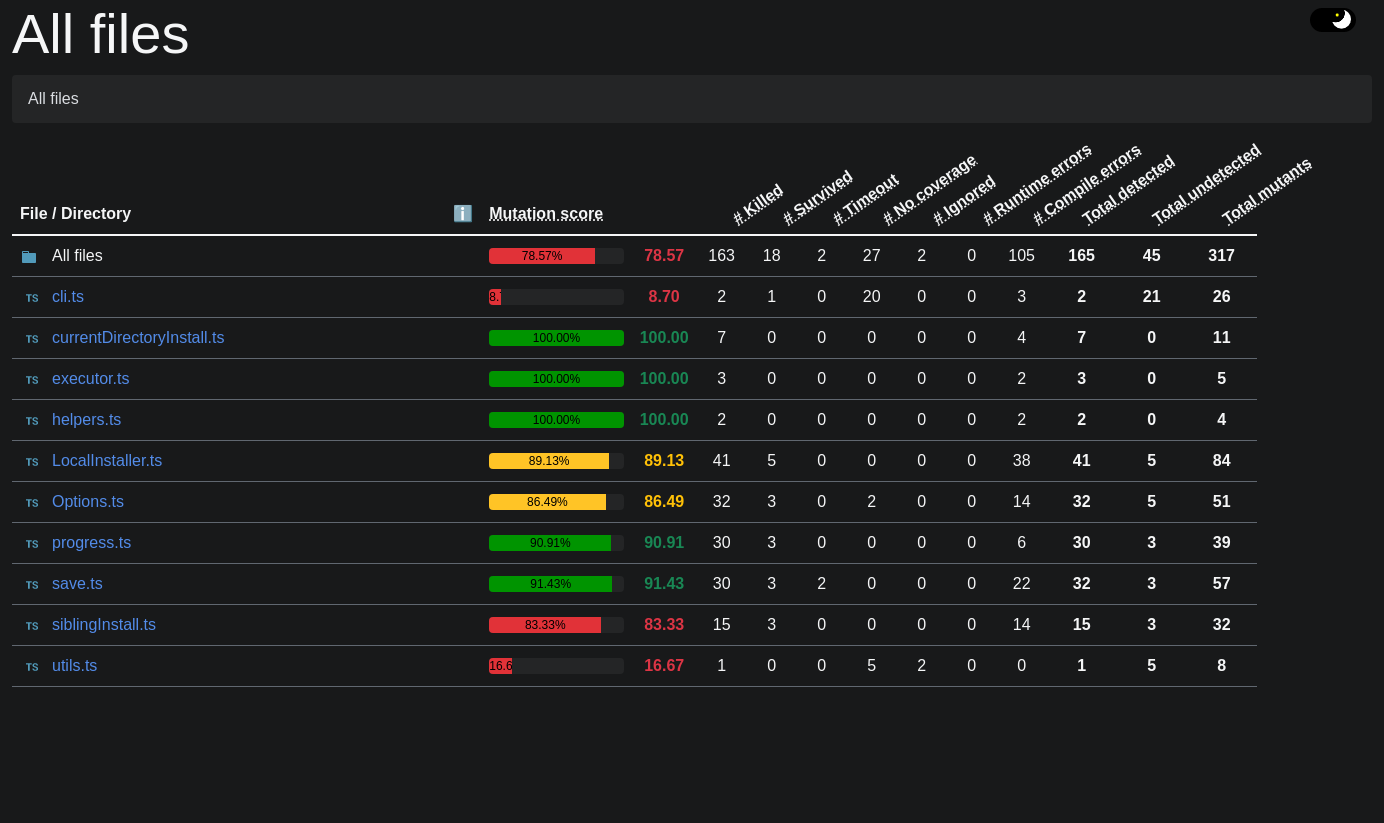 All files
All files
File / Directory ℹ Mutation score # Killed # Survived # Timeout # No coverage # Ignored # Runtime errors # Compile errors Total detected Total undetected Total mutants
All files 78.57% 78.57 163 18 2 27 2 0 105 165 45 317
TS cli.ts 8. 8.70 2 1 0 20 0 0 3 2 21 26
TS currentDirectoryInstall.ts 100.00% 100.00 7 0 0 0 0 0 4 7 0 11
TS executor.ts 100.00% 100.00 3 0 0 0 0 0 2 3 0 5
TS helpers.ts 100.00% 100.00 2 0 0 0 0 0 2 2 0 4
TS LocalInstaller.ts 89.13% 89.13 41 5 0 0 0 0 38 41 5 84
TS Options.ts 86.49% 86.49 32 3 0 2 0 0 14 32 5 51
TS progress.ts 90.91% 90.91 30 3 0 0 0 0 6 30 3 39
TS save.ts 91.43% 91.43 30 3 2 0 0 0 22 32 3 57
TS siblingInstall.ts 83.33% 83.33 15 3 0 0 0 0 14 15 3 32
TS utils.ts 16.6 16.67 1 0 0 5 2 0 0 1 5 8